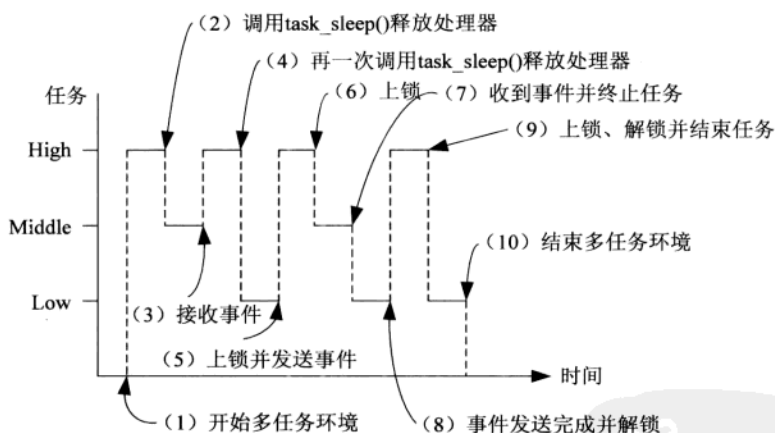 （2）调用task_sleep()释放处理器
（4）再一次调用task_sleep()释放处理器
任务
（6）上锁
（7）收到事件并终止任务
（9）上锁、解锁并结束任务
High
Middle
（10）结束多任务环境
Low
（3）接收事件
（5）上锁并发送事件
时间
（1）开始多任务环境
（8）事件发送完成并解锁